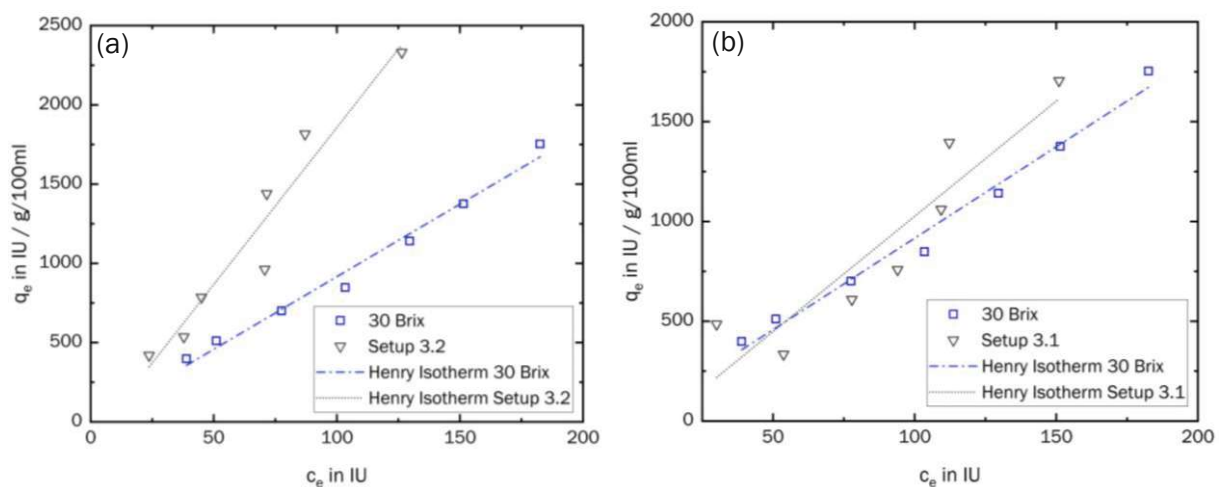 (a)
2500
2000
1500
1000
500
0
q_e in IU / g/100ml
30 Brix
Setup 3.2
Henry Isotherm 30 Brix
Henry Isotherm Setup 3.2
0 50 100 150 200
c_e in IU
(b)
2000
1500
1000
500
0
q_e in IU / g/100ml
30 Brix
Setup 3.1
Henry Isotherm 30 Brix
Henry Isotherm Setup 3.1
50 100 150 200
c_e in IU